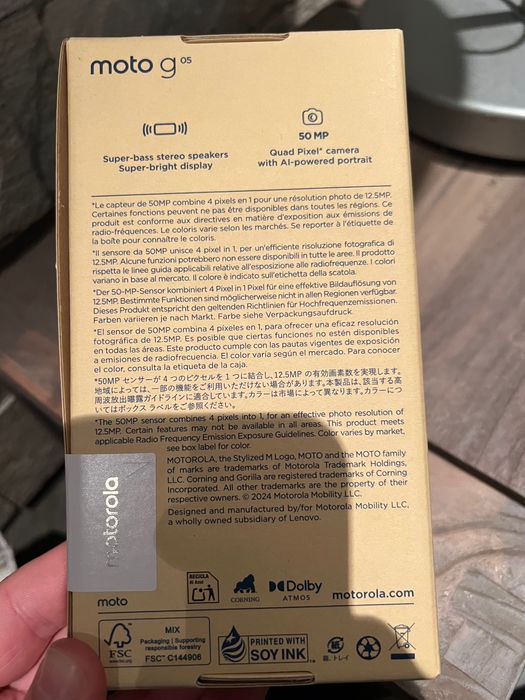 moto g 05
Super-bass stereo speakers
Super-bright display
50 MP
Quad Pixel* camera
with AI-powered portrait
*Le capteur de 50MP combine 4 pixels en 1 pour une résolution photo de 12.5MP.
Certaines fonctions peuvent ne pas être disponibles dans toutes les régions. Ce
produit est conforme aux directives en matière d'exposition aux émissions de
radio-fréquences. Le coloris varie selon les marchés. Se reporter à l'étiquette de
la boîte pour connaître le coloris.
*Il sensore da 50MP unisce 4 pixel in 1, per un'efficiente risoluzione fotografica di
12.5MP. Alcune funzioni potrebbero non essere disponibili in tutte le aree. Il prodotto
rispetta le linee guida applicabili relative all'esposizione alle radiofrequenze. I colori
variano in base al mercato. Il colore è indicato sull'etichetta della scatola.
*Der 50-MP-Sensor kombiniert 4 Pixel in 1 Pixel für eine effektive Bildauflösung von
12.5MP. Bestimmte Funktionen sind möglicherweise nicht in allen Regionen verfügbar.
Dieses Produkt entspricht den geltenden Richtlinien für Hochfrequenzemissionen.
Farben variieren je nach Markt. Farbe siehe Verpackungsaufdruck.
*El sensor de 50MP combina 4 píxeles en 1, para ofrecer una eficaz resolución
fotográfica de 12.5MP. Es posible que ciertas funciones no estén disponibles
en todas las áreas. Este producto cumple con las pautas vigentes de exposición
a emisiones de radiofrecuencia. El color varía según el mercado. Para conocer
el color, consulta la etiqueta de la caja.
*50MP センサーが 4 つのピクセルを 1 つに結合し、12.5MP の有効画素数を実現します。
地域によっては、一部の機能をご利用いただけない場合があります。本製品は、該当する高
周波放出曝露ガイドラインに適合しています。カラーは市場によって異なります。カラーにつ
いてはボックス ラベルをご参照ください。
*The 50MP sensor combines 4 pixels into 1, for an effective photo resolution of
12.5MP. Certain features may not be available in all areas. This product meets
applicable Radio Frequency Emission Exposure Guidelines. Color varies by market,
see box label for color.
MOTOROLA, the Stylized M Logo, MOTO and the MOTO family
of marks are trademarks of Motorola Trademark Holdings,
LLC. Corning and Gorilla are registered trademarks of Corning
Incorporated. All other trademarks are the property of their
respective owners. © 2024 Motorola Mobility LLC.
Designed and manufactured by/for Motorola Mobility LLC,
a wholly owned subsidiary of Lenovo.
motorola
RECICLA
Al Azul
CORNING
Dolby
ATMOS
moto
motorola.com
FSC
www.fsc.org
MIX
Packaging | Supporting
responsible forestry
FSC™ C144906
PRINTED WITH
SOY INK™
紙
箱、トレイ